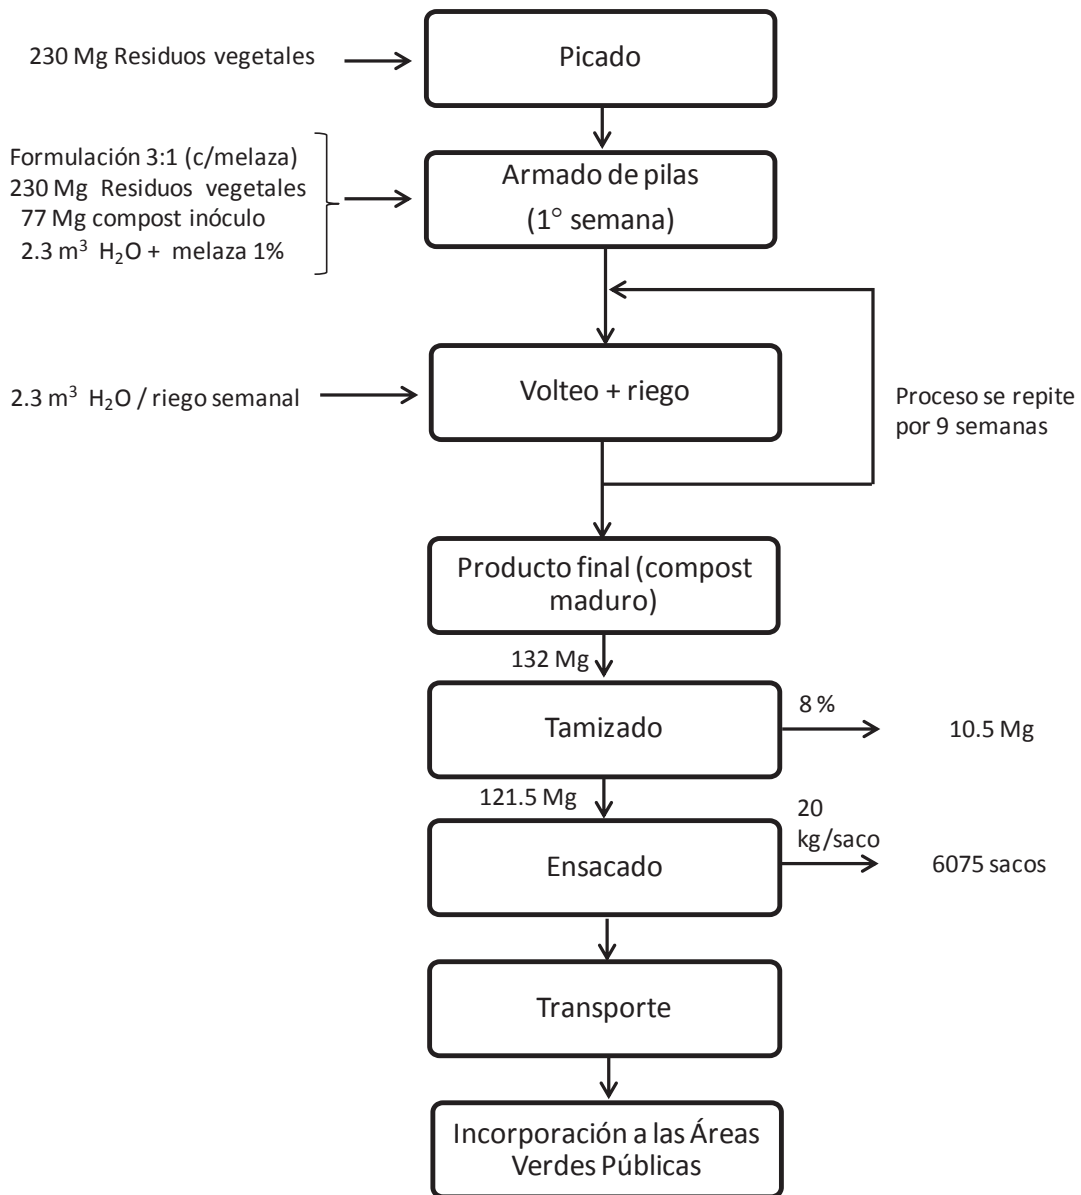 230 Mg Residuos vegetales
Picado
Formulación 3:1 (c/melaza)
230 Mg Residuos vegetales
77 Mg compost inóculo
2.3 m³ H₂O + melaza 1%
Armado de pilas
(1° semana)
2.3 m³ H₂O / riego semanal
Volteo + riego
Proceso se repite
por 9 semanas
Producto final (compost
maduro)
132 Mg
Tamizado
8 %
10.5 Mg
121.5 Mg
Ensacado
20
kg/saco
6075 sacos
Transporte
Incorporación a las Áreas
Verdes Públicas